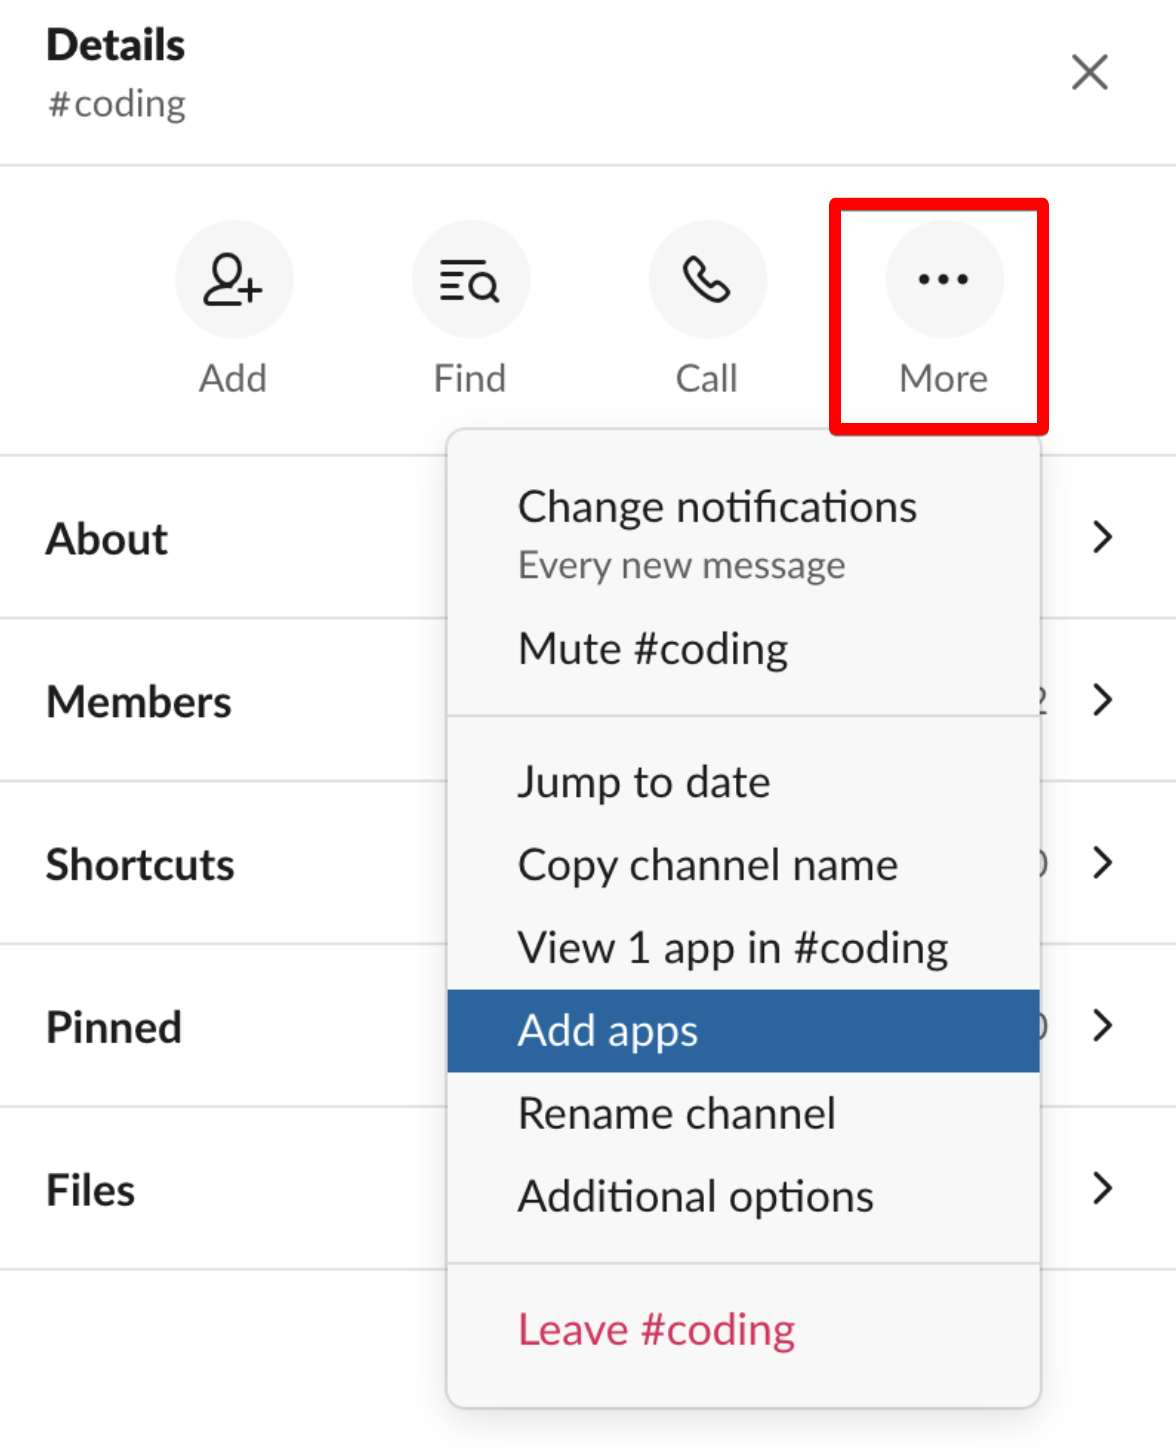 Details
#coding
Add
Find
Call
More
Change notifications
Every new message
Mute #coding
Jump to date
Copy channel name
View 1 app in #coding
Add apps
Rename channel
Additional options
Leave #coding
About
Members
Shortcuts
Pinned
Files